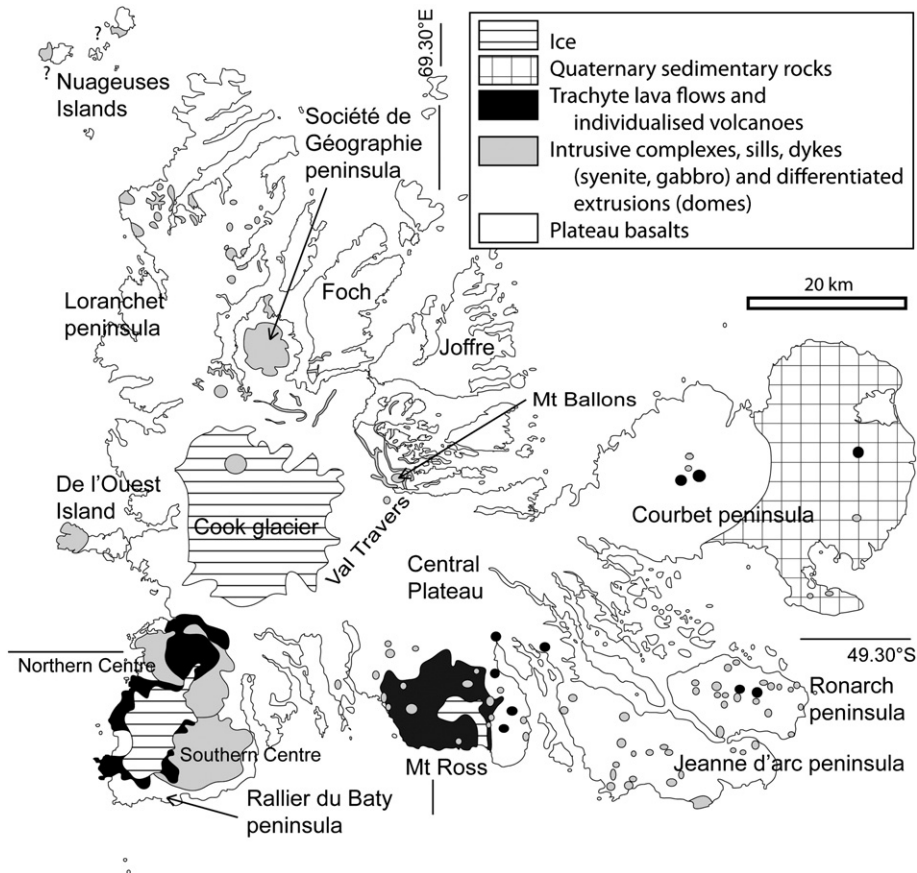 ?
?
Nuageuses
Islands
69.30°E
Ice
Quaternary sedimentary rocks
Trachyte lava flows and
individualised volcanoes
Intrusive complexes, sills, dykes
(syenite, gabbro) and differentiated
extrusions (domes)
Plateau basalts
Société de
Géographie
peninsula
20 km
Loranchet
peninsula
Foch
Joffre
Mt Ballons
De l’Ouest
Island
Cook glacier
Val Travers
Courbet peninsula
Central
Plateau
Northern Centre
49.30°S
Ronarch
peninsula
Southern Centre
Mt Ross
Jeanne d’arc peninsula
Rallier du Baty
peninsula